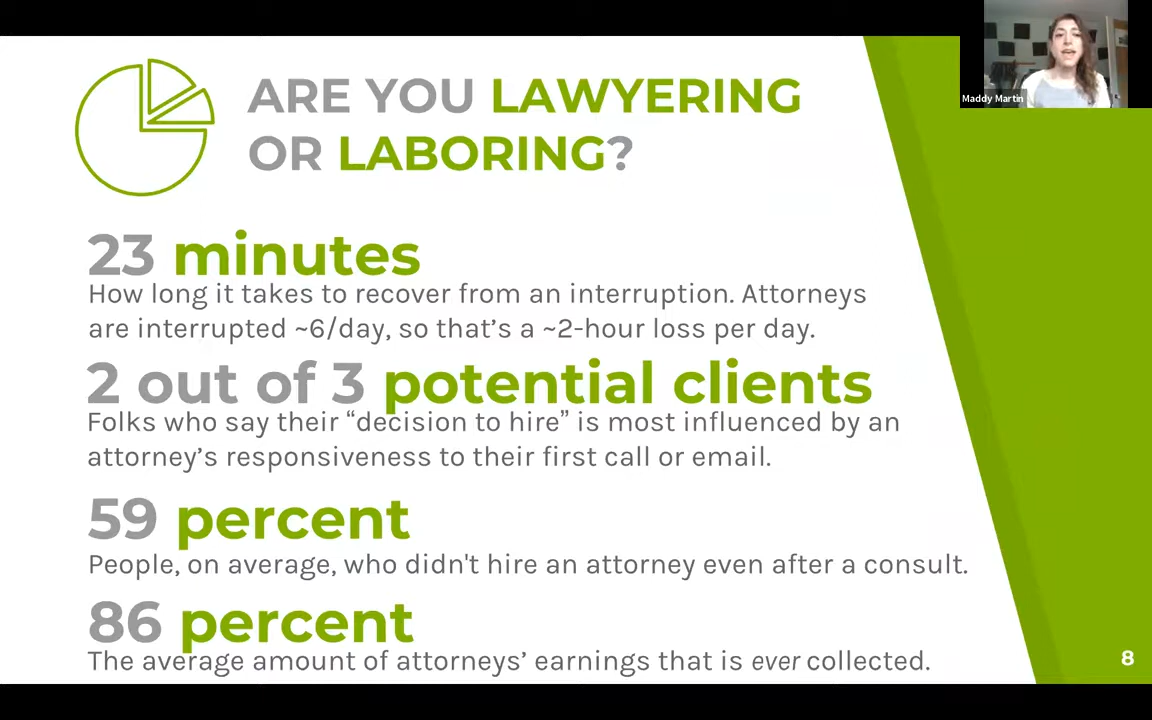 Maddy Martin
ARE YOU LAWYERING
OR LABORING?
23 minutes
How long it takes to recover from an interruption. Attorneys
are interrupted ~6/day, so that’s a ~2-hour loss per day.
2 out of 3 potential clients
Folks who say their “decision to hire” is most influenced by an
attorney’s responsiveness to their first call or email.
59 percent
People, on average, who didn't hire an attorney even after a consult.
86 percent
The average amount of attorneys’ earnings that is ever collected.
8